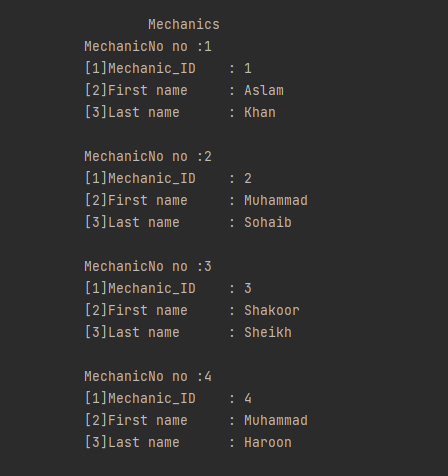 Mechanics
MechanicNo no :1
[1]Mechanic_ID    : 1
[2]First name     : Aslam
[3]Last name      : Khan
MechanicNo no :2
[1]Mechanic_ID    : 2
[2]First name     : Muhammad
[3]Last name      : Sohaib
MechanicNo no :3
[1]Mechanic_ID    : 3
[2]First name     : Shakoor
[3]Last name      : Sheikh
MechanicNo no :4
[1]Mechanic_ID    : 4
[2]First name     : Muhammad
[3]Last name      : Haroon